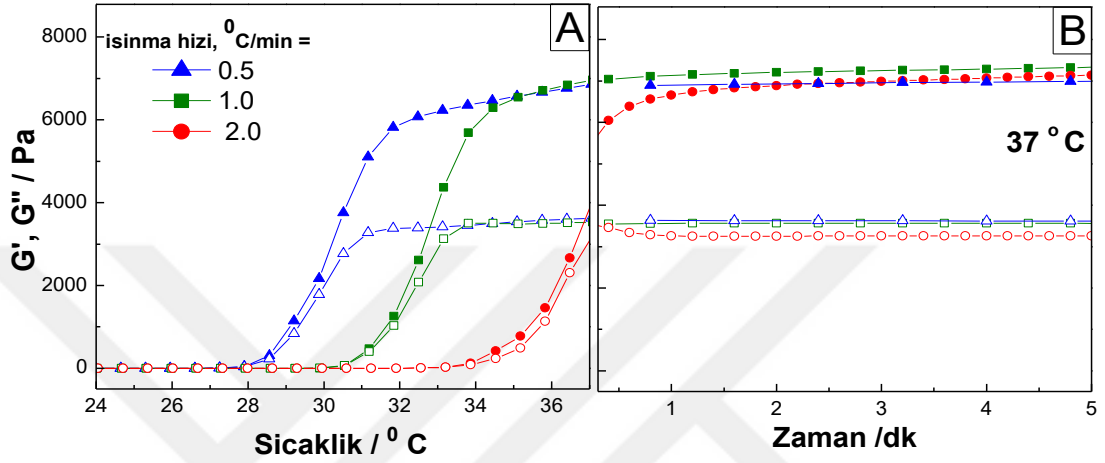 A
isinma hizi, ⁰C/min =
0.5
1.0
2.0
8000
6000
4000
2000
0
G', G'' / Pa
24 26 28 30 32 34 36
Sicaklik / ⁰ C
B
37 ᵒ C
1 2 3 4 5
Zaman /dk